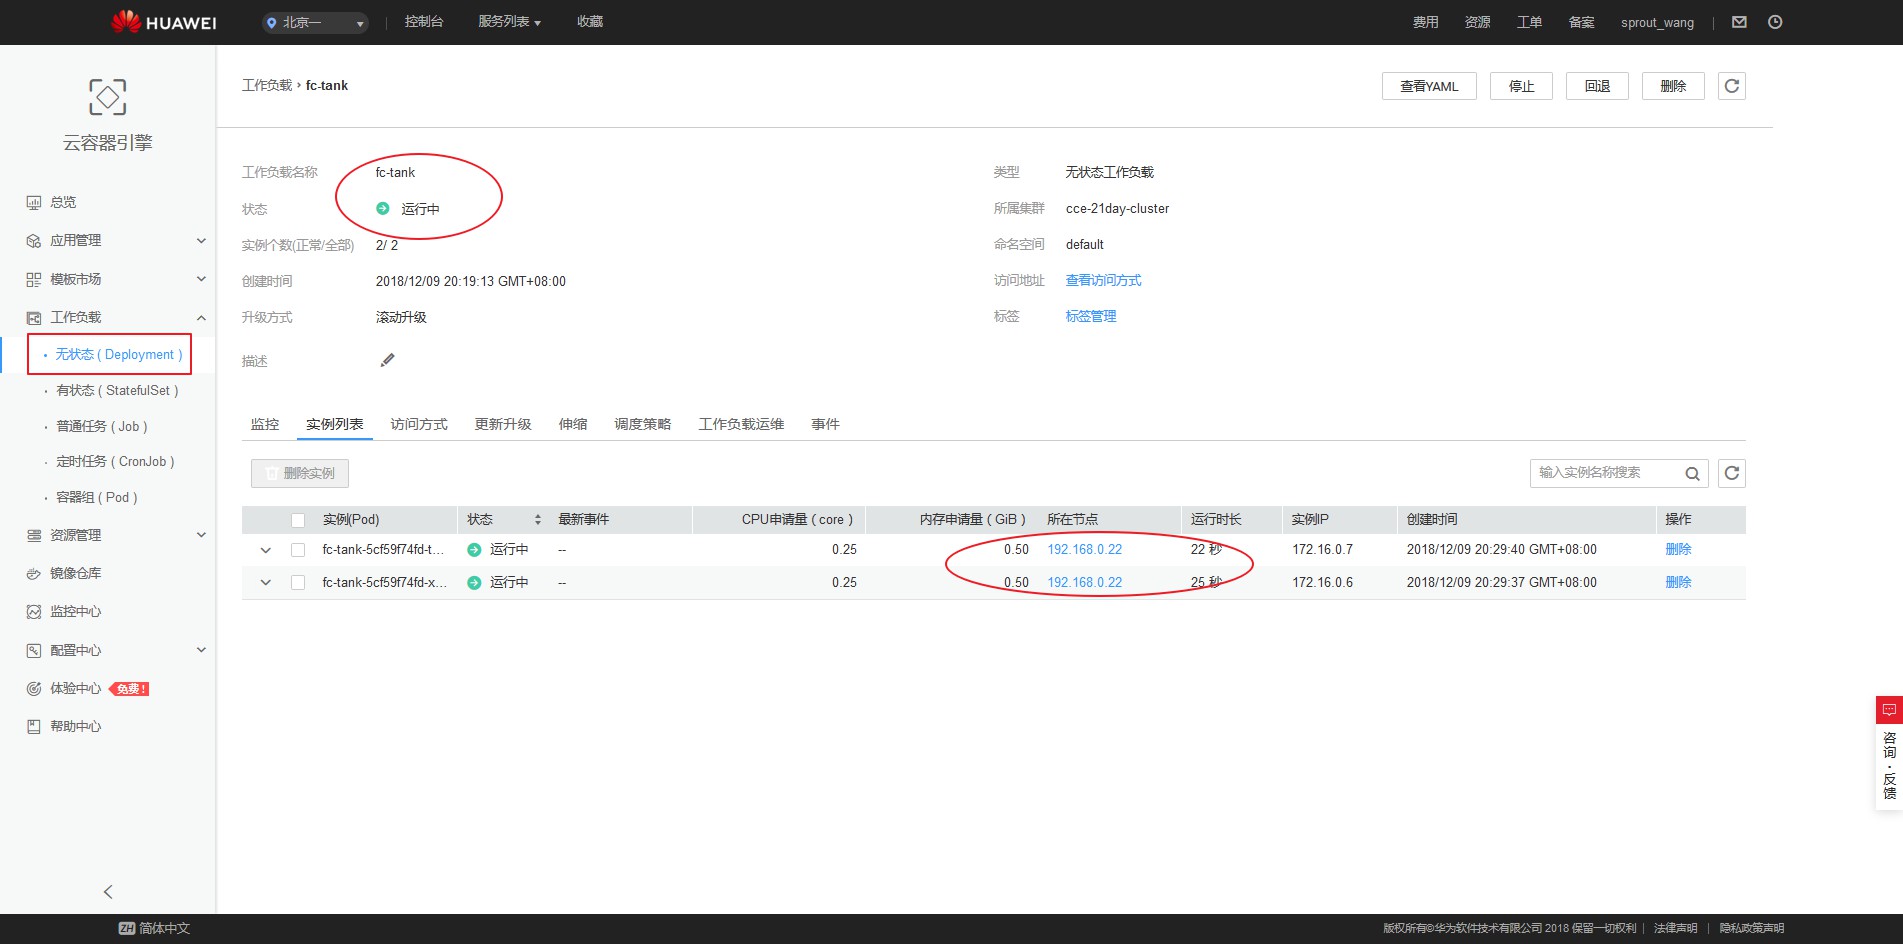 HUAWEI 北京一 控制台 服务列表 收藏 费用 资源 工单 备案 sprout_wang
云容器引擎
总览
应用管理
模板市场
工作负载
无状态 ( Deployment )
有状态 ( StatefulSet )
普通任务 ( Job )
定时任务 ( CronJob )
容器组 ( Pod )
资源管理
镜像仓库
监控中心
配置中心
体验中心 免费!
帮助中心
工作负载 › fc-tank
查看YAML 停止 回退 删除
工作负载名称 fc-tank
状态 运行中
实例个数(正常/全部) 2/ 2
创建时间 2018/12/09 20:19:13 GMT+08:00
升级方式 滚动升级
描述
类型 无状态工作负载
所属集群 cce-21day-cluster
命名空间 default
访问地址 查看访问方式
标签 标签管理
监控 实例列表 访问方式 更新升级 伸缩 调度策略 工作负载运维 事件
删除实例 输入实例名称搜索
实例(Pod) 状态 最新事件 CPU申请量 ( core ) 内存申请量 ( GiB ) 所在节点 运行时长 实例IP 创建时间 操作
fc-tank-5cf59f74fd-t... 运行中 -- 0.25 0.50 192.168.0.22 22 秒 172.16.0.7 2018/12/09 20:29:40 GMT+08:00 删除
fc-tank-5cf59f74fd-x... 运行中 -- 0.25 0.50 192.168.0.22 25 秒 172.16.0.6 2018/12/09 20:29:37 GMT+08:00 删除
咨询·反馈
ZH 简体中文
版权所有©华为软件技术有限公司 2018 保留一切权利 | 法律声明 | 隐私政策声明